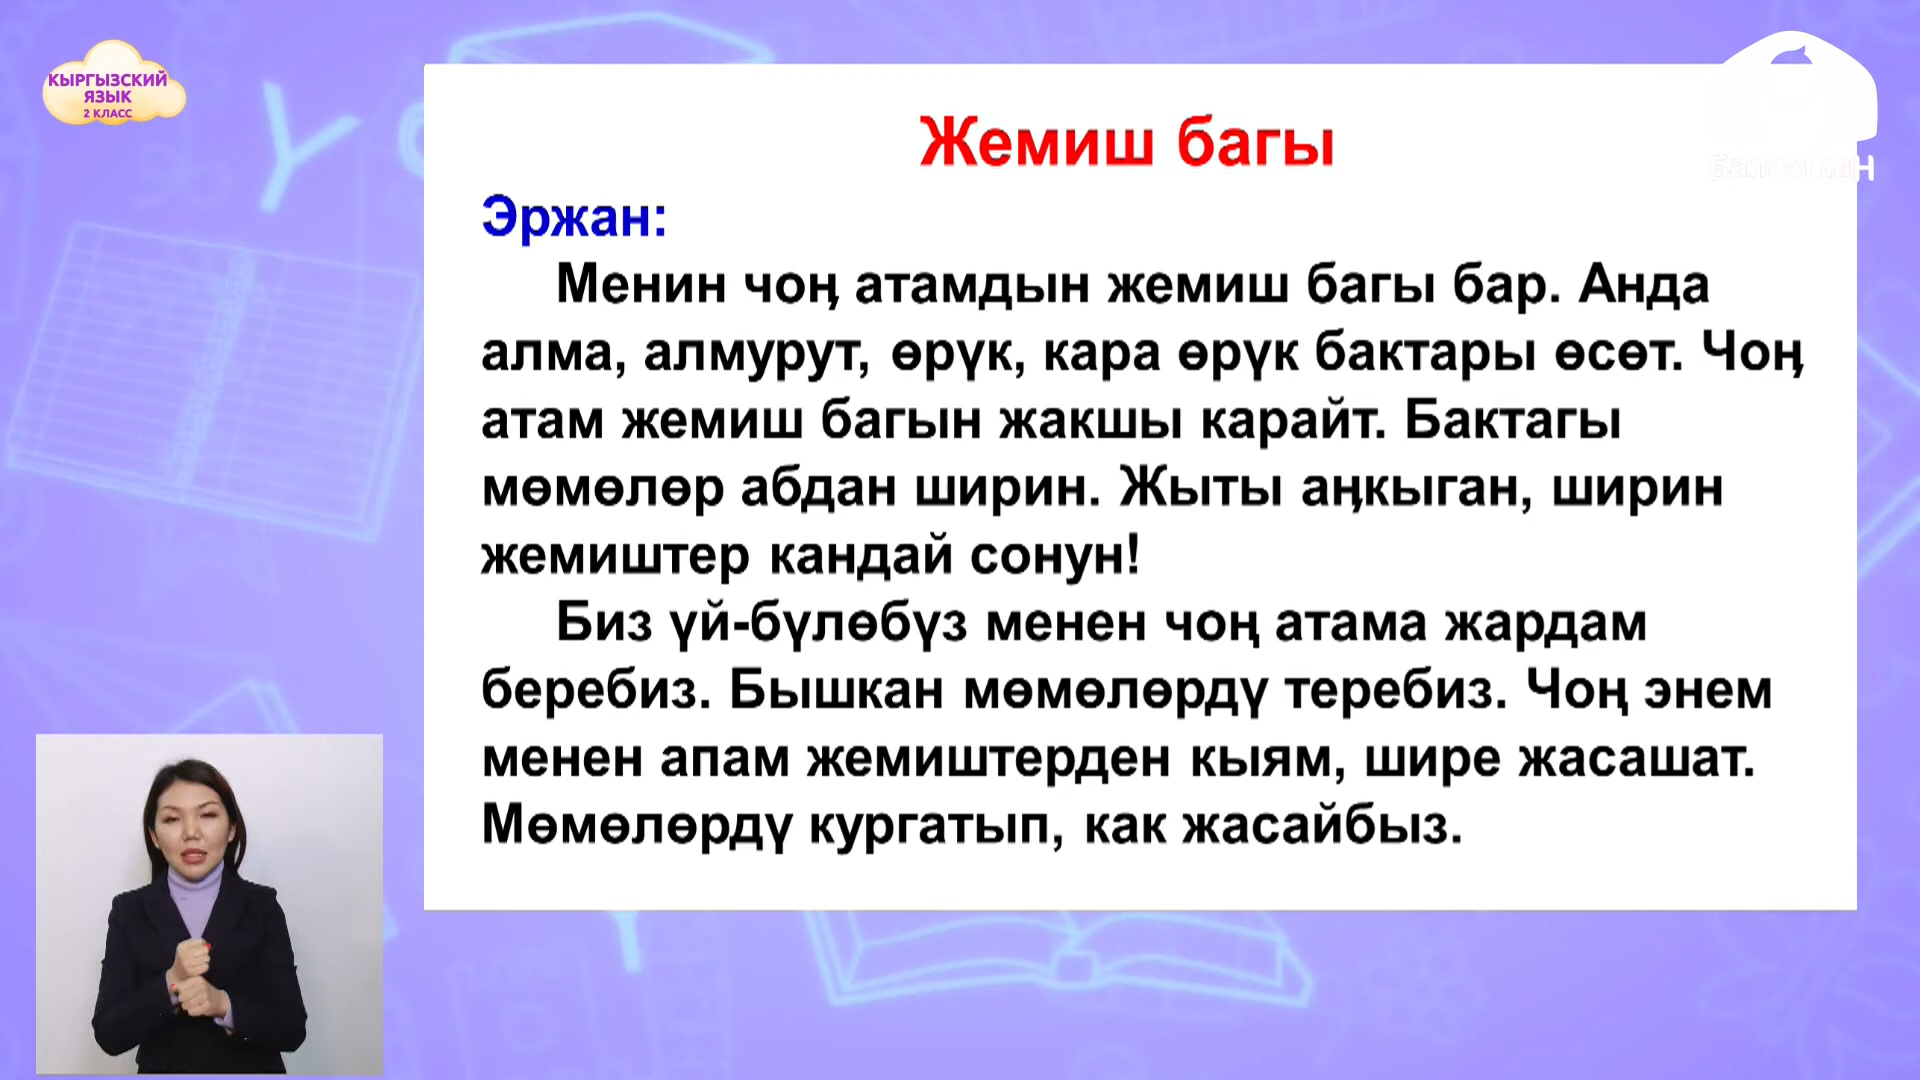 КЫРГЫЗСКИЙ
ЯЗЫК
2 КЛАСС
Баластан
Жемиш багы
Эржан:
Менин чоң атамдын жемиш багы бар. Анда
алма, алмурут, өрүк, кара өрүк бактары өсөт. Чоң
атам жемиш багын жакшы карайт. Бактагы
мөмөлөр абдан ширин. Жыты аңкыган, ширин
жемиштер кандай сонун!
Биз үй-бүлөбүз менен чоң атама жардам
беребиз. Бышкан мөмөлөрдү теребиз. Чоң энем
менен апам жемиштерден кыям, шире жасашат.
Мөмөлөрдү кургатып, как жасайбыз.